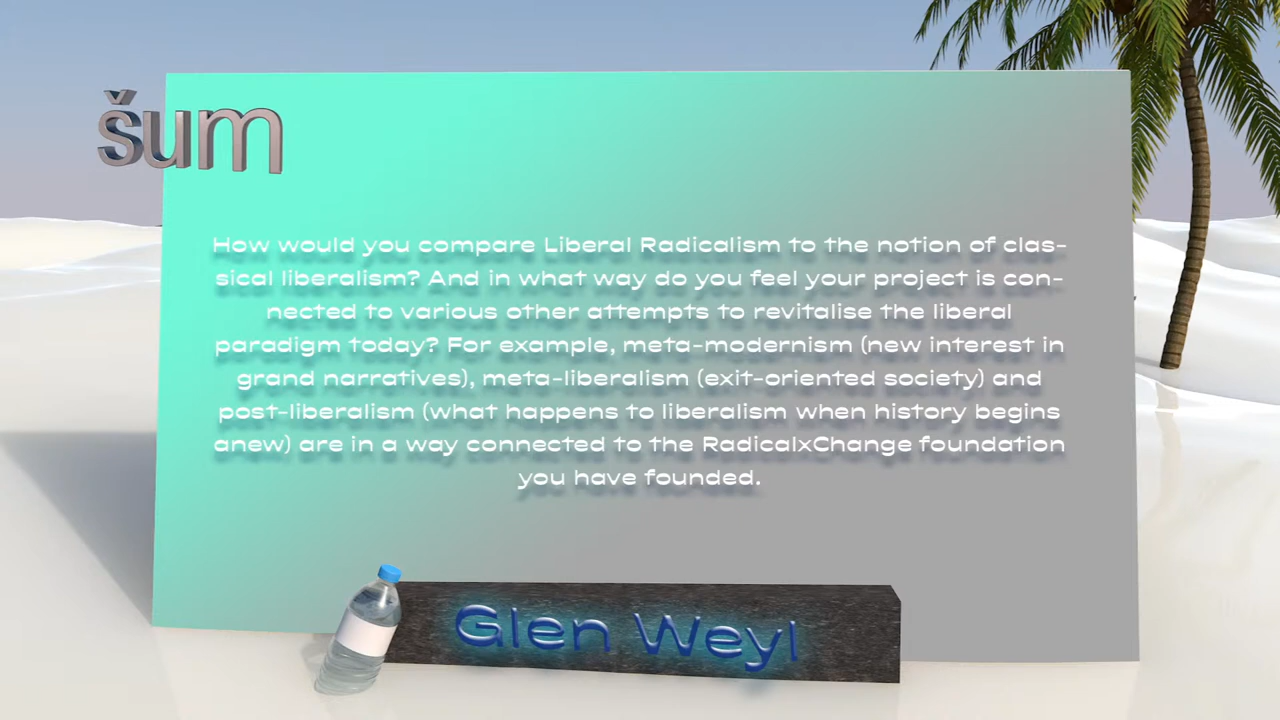 šum
How would you compare Liberal Radicalism to the notion of clas-
sical liberalism? And in what way do you feel your project is con-
nected to various other attempts to revitalise the liberal
paradigm today? For example, meta-modernism (new interest in
grand narratives), meta-liberalism (exit-oriented society) and
post-liberalism (what happens to liberalism when history begins
anew) are in a way connected to the RadicalxChange foundation
you have founded.
Glen Weyl